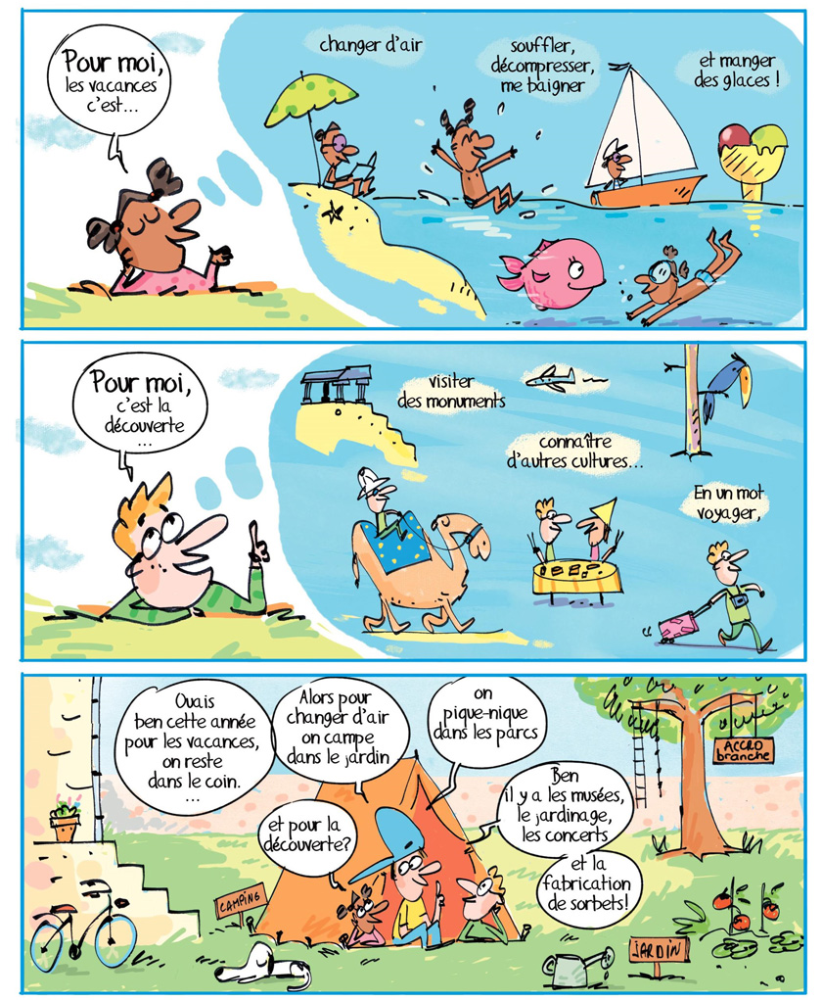 Pour moi,
les vacances
c'est...
changer d'air
souffler,
décompresser,
me baigner
et manger
des glaces !
Pour moi,
c'est la
découverte
...
visiter
des monuments
connaître
d'autres cultures...
En un mot
voyager,
Ouais
ben cette année
pour les vacances,
on reste
dans le coin.
...
Alors pour
changer d'air
on campe
dans le jardin
on
pique-nique
dans les parcs
et pour la
découverte?
Ben
il y a les musées,
le jardinage,
les concerts
et la
fabrication
de sorbets!
ACCRO
branche
CAMPING
JARDIN